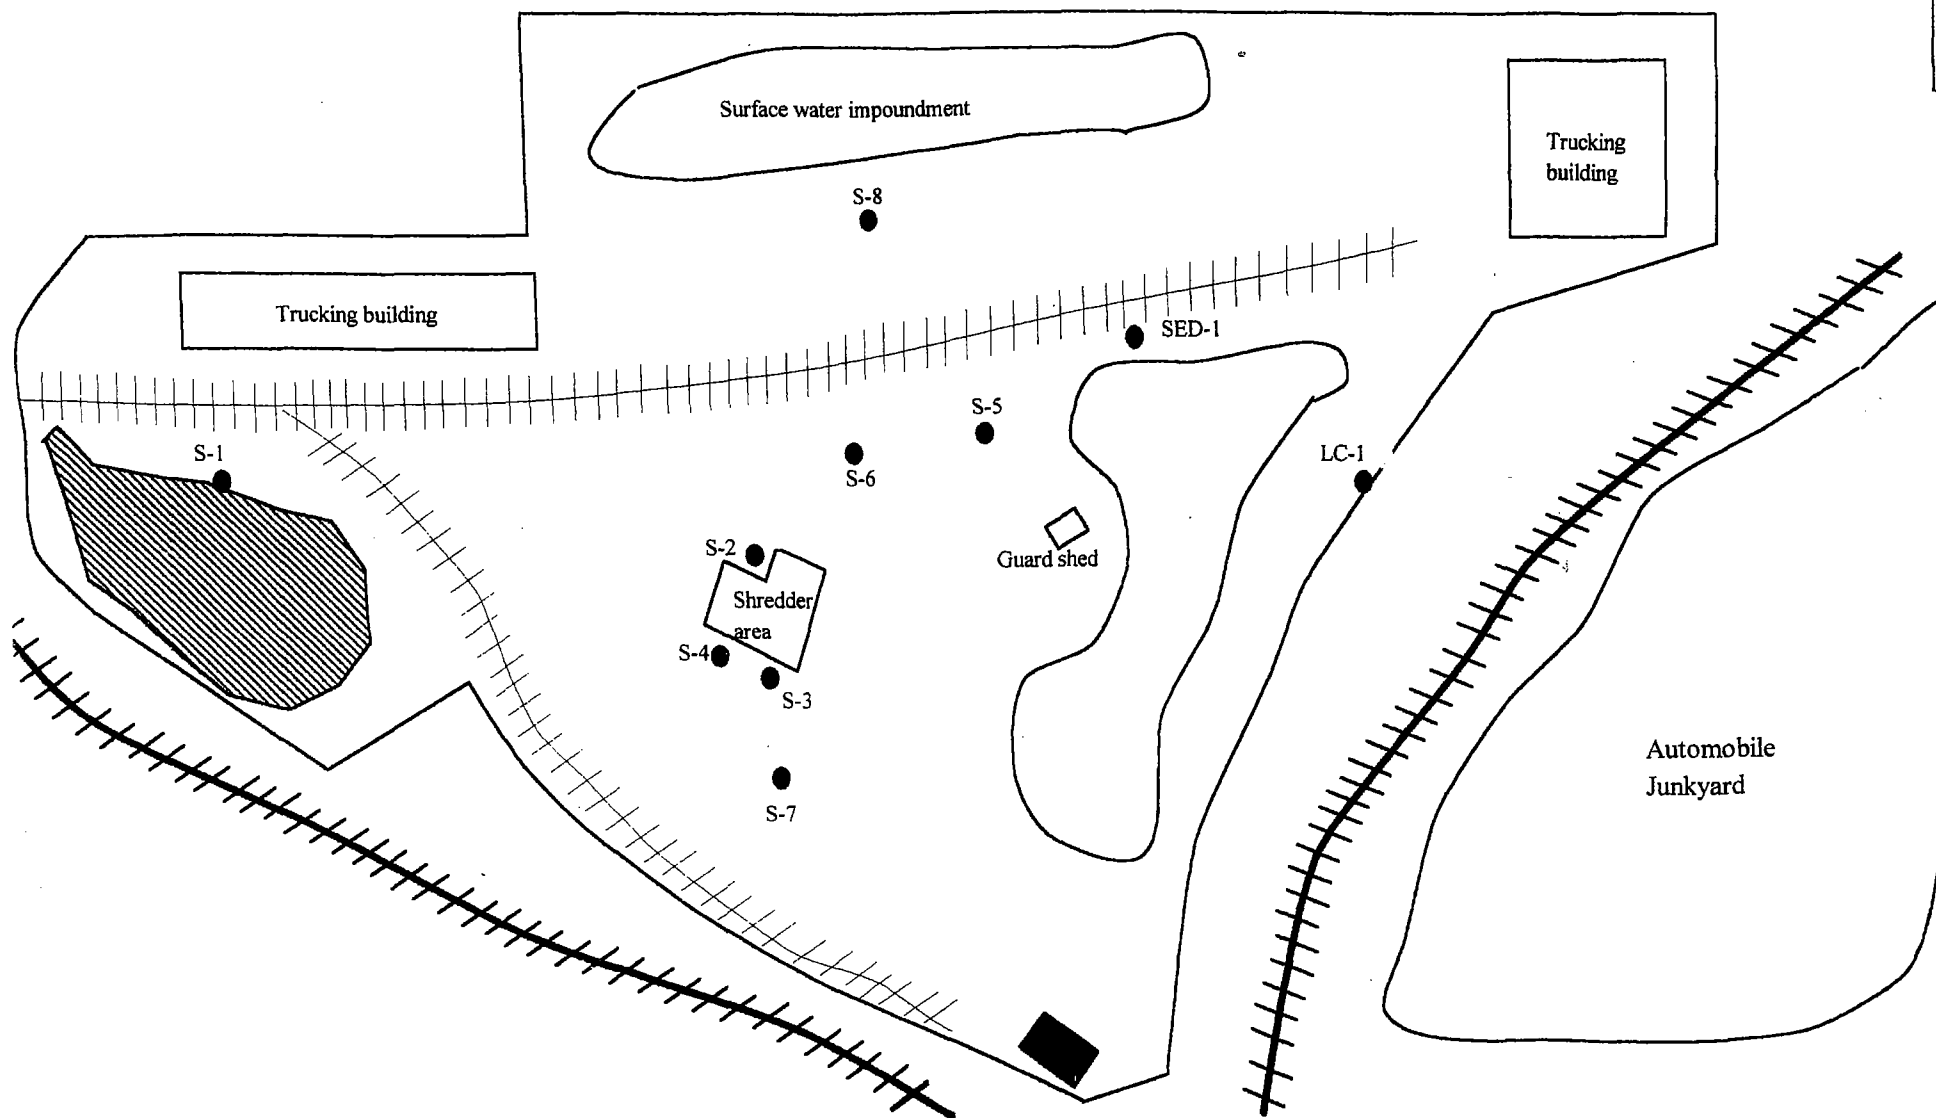 Surface water impoundment
Trucking
building
S-8
Trucking building
SED-1
S-5
S-1
LC-1
S-6
S-2
Guard shed
Shredder
area
S-4
S-3
Automobile
Junkyard
S-7